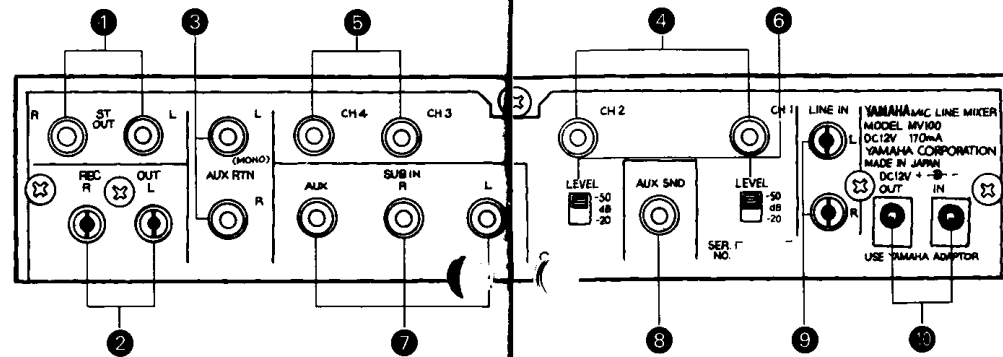 1 3 5 4 6
R ST OUT L
L (MONO)
AUX RTN
R
CH 4 CH 3
CH 2 CH 1
LINE IN
L
R
YAMAHA MIC LINE MIXER
MODEL MV100
DC12V 170mA
YAMAHA CORPORATION
MADE IN JAPAN
DC12V + -
OUT IN
USE YAMAHA ADAPTOR
REC OUT
R L
SUB IN
AUX R L
LEVEL
-50
dB
-20
AUX SND
LEVEL
-50
dB
-20
SER.
NO.
2 7 8 9 10